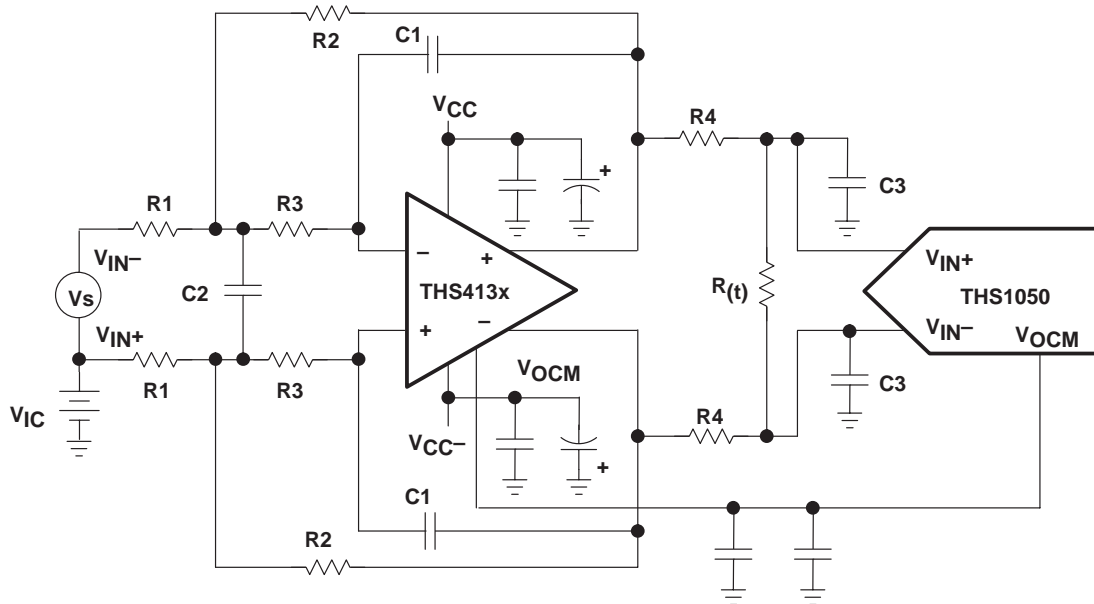 R2
C1
VCC
R4
C3
R1
R3
VIN−
−
+
VIN+
Vs
C2
THS413x
R(t)
THS1050
VIN+
+
−
VIN−
VOCM
R1
R3
VOCM
C3
VIC
R4
VCC−
+
C1
R2
+